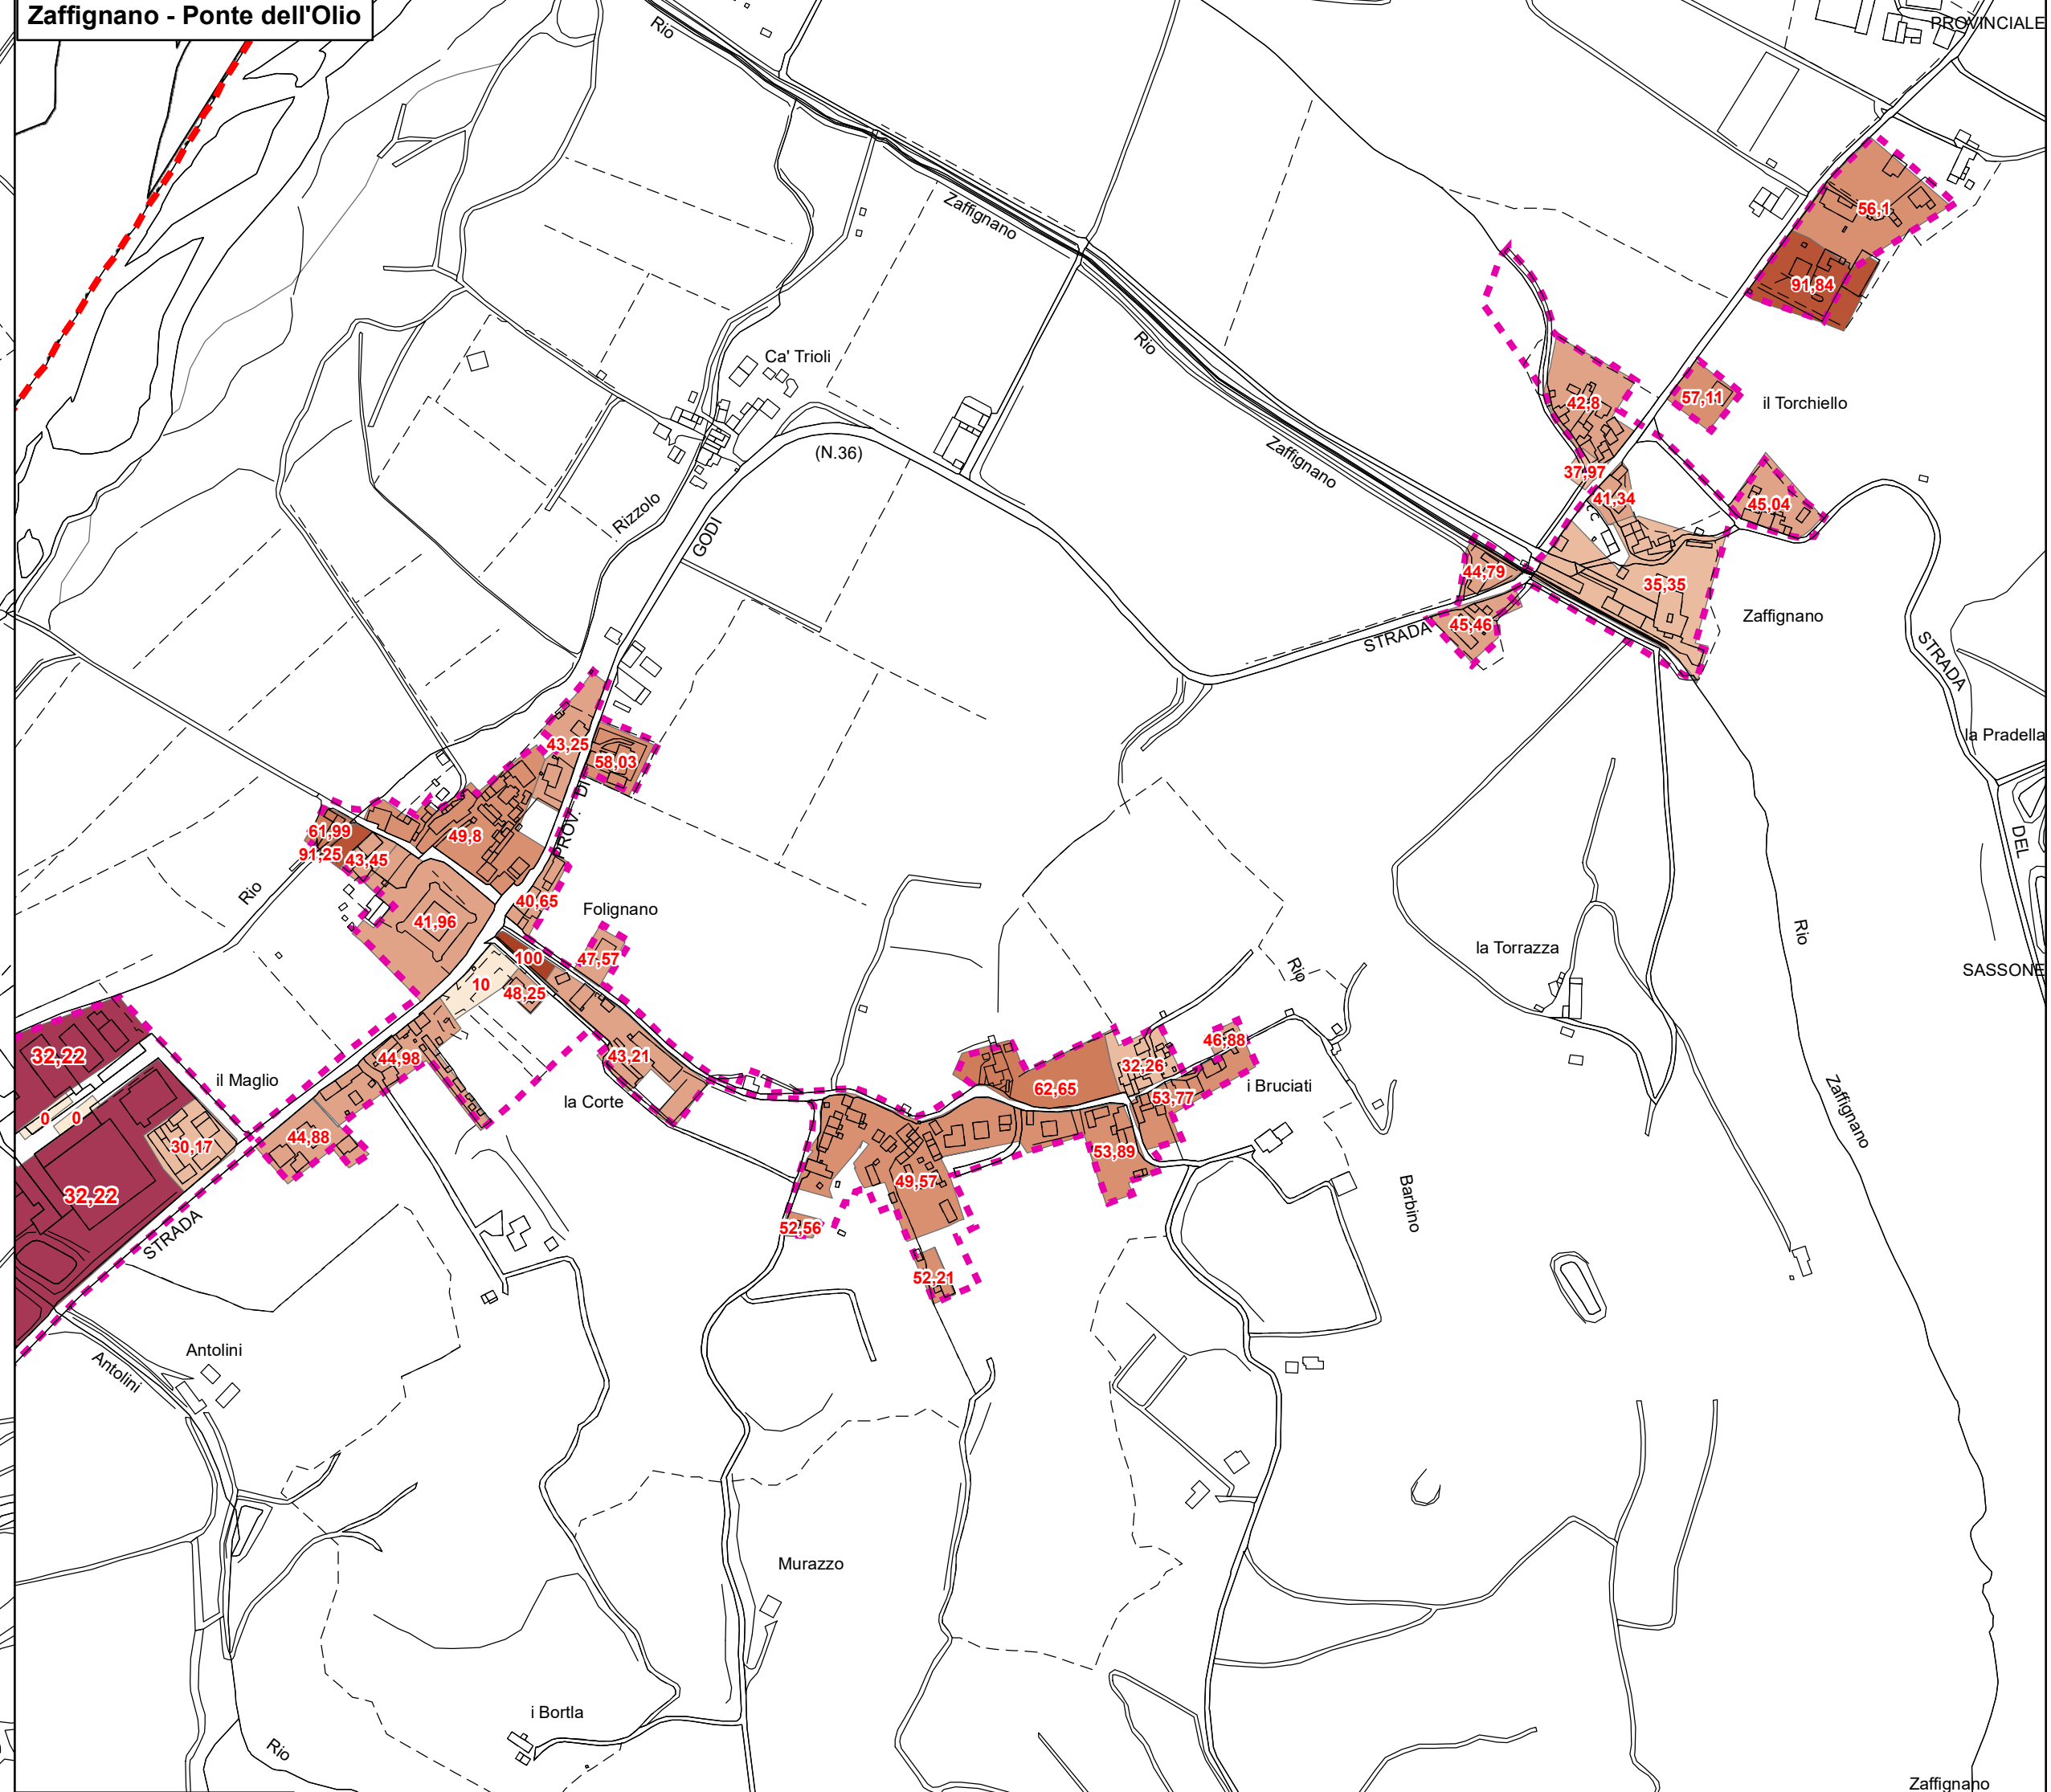 Zaffignano - Ponte dell'Olio
PROVINCIALE
Rio
56,1
Zaffignano
91,84
Rio
Ca' Trioli
57,11
il Torchiello
42,8
(N.36)
Zaffignano
37,97
41,34
45,04
Rizzolo
GODI
44,79
35,35
Zaffignano
45,46
STRADA
STRADA
la Pradella
43,25
58,03
DI
PROV.
61,99
49,8
91,25
43,45
DEL
Rio
40,65
Folignano
41,96
Rio
la Torrazza
100
47,57
Rio
SASSONE
10
48,25
32,22
44,98
43,21
46,88
32,26
il Maglio
62,65
i Bruciati
53,77
la Corte
0
0
Zaffignano
44,88
30,17
53,89
49,57
32,22
Barbino
STRADA
52,56
52,21
Antolini
Antolini
Murazzo
i Bortla
Rio
Zaffignano